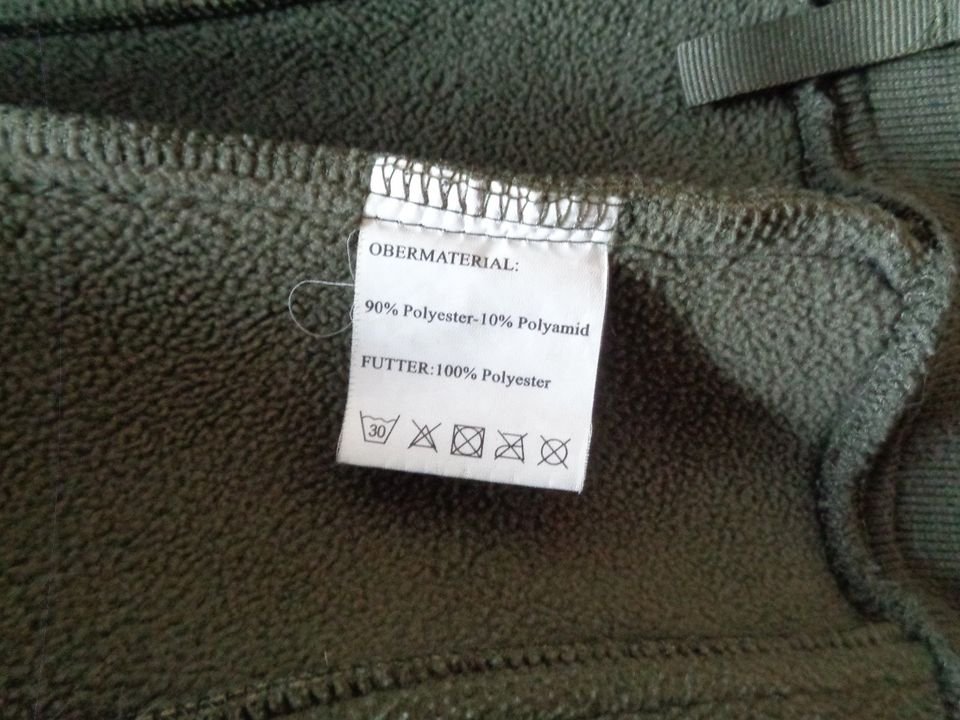 OBERMATERIAL:
90% Polyester-10% Polyamid
FUTTER:100% Polyester
30